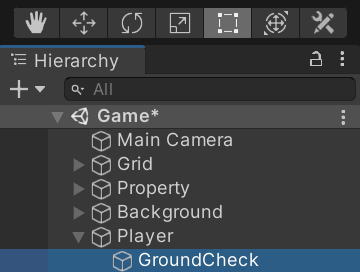 Hierarchy
All
Game*
Main Camera
Grid
Property
Background
Player
GroundCheck